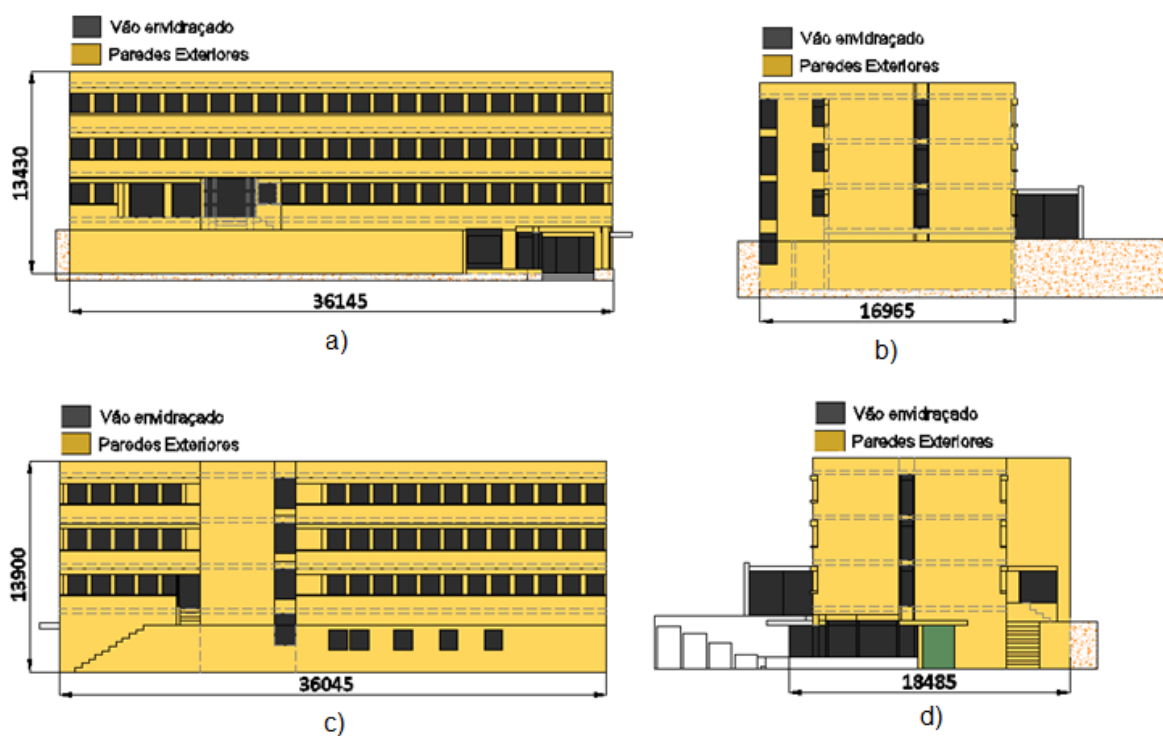 Vão envidraçado
Paredes Exteriores
13430
36145
a)
Vão envidraçado
Paredes Exteriores
16965
b)
Vão envidraçado
Paredes Exteriores
13900
36045
c)
Vão envidraçado
Paredes Exteriores
18485
d)